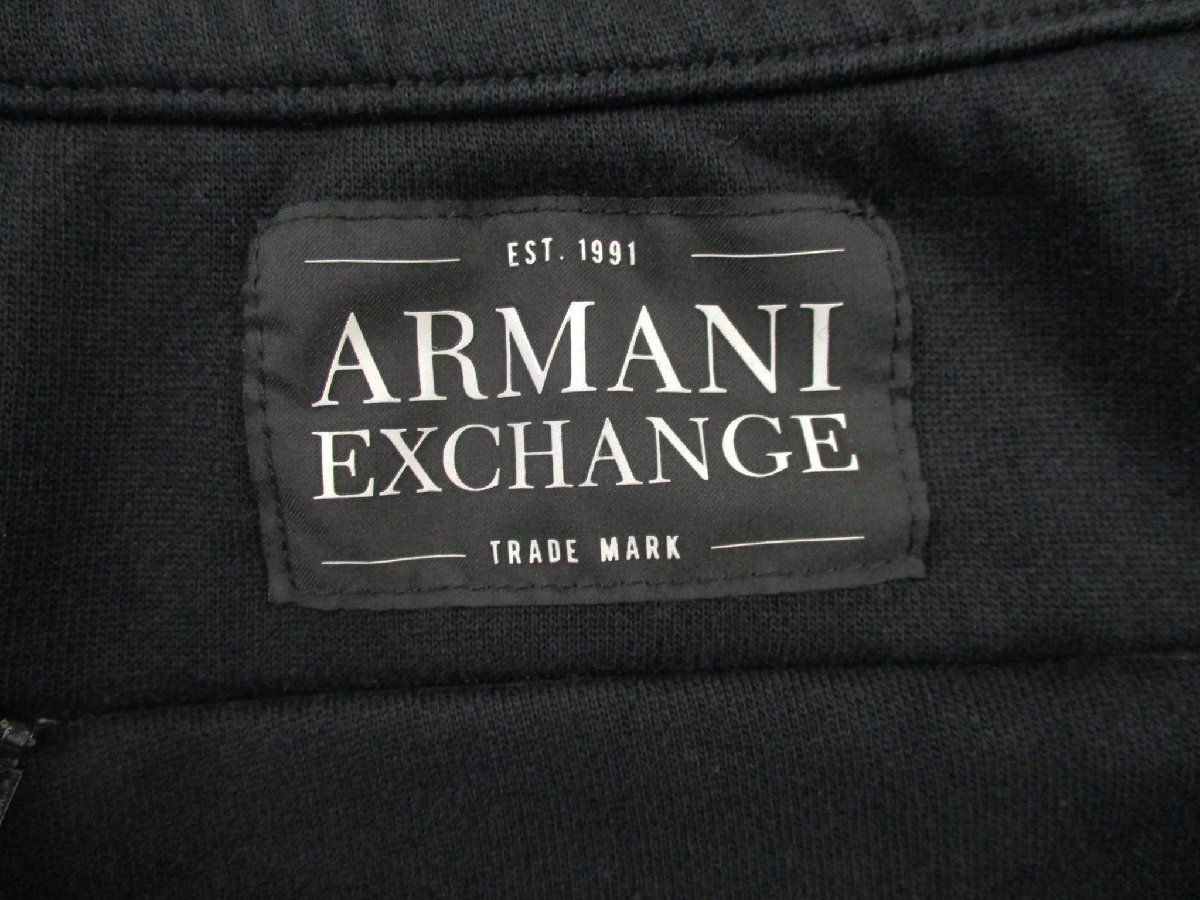 EST. 1991
ARMANI
EXCHANGE
TRADE MARK